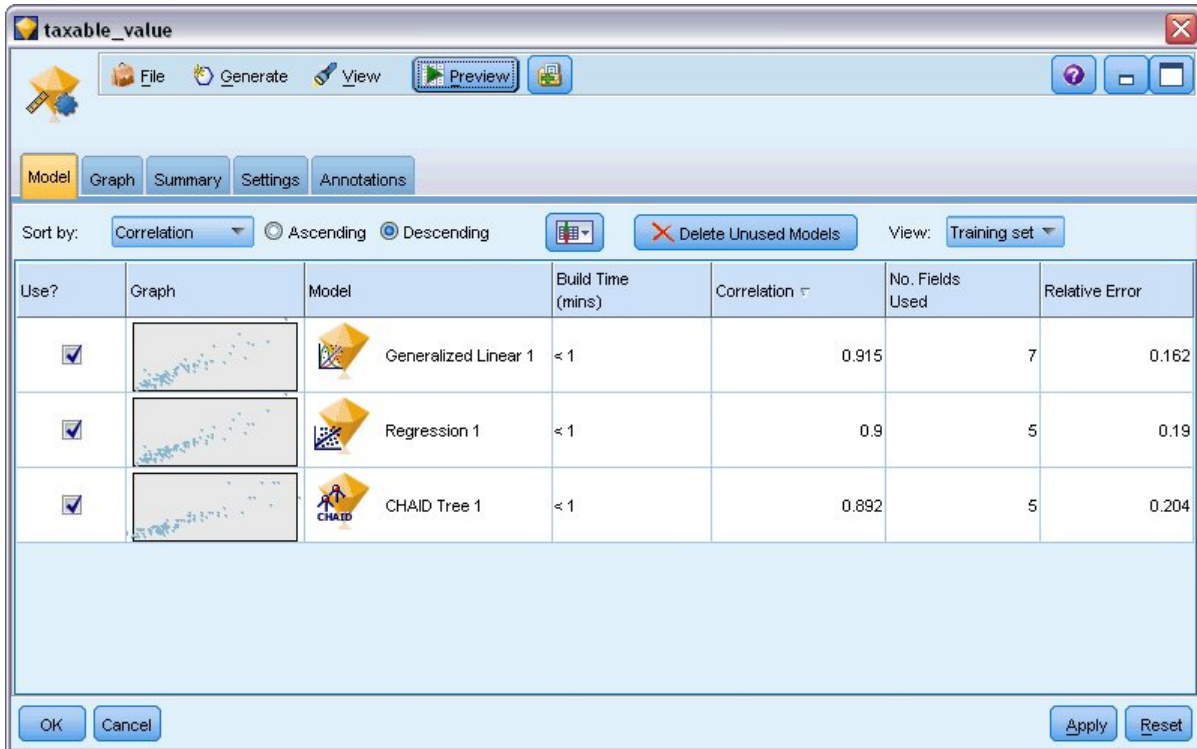 taxable_value
File Generate View Preview
Model Graph Summary Settings Annotations
Sort by: Correlation Ascending Descending Delete Unused Models View: Training set
Use? Graph Model Build Time (mins) Correlation No. Fields Used Relative Error
Generalized Linear 1 < 1 0.915 7 0.162
Regression 1 < 1 0.9 5 0.19
CHAID CHAID Tree 1 < 1 0.892 5 0.204
OK Cancel Apply Reset